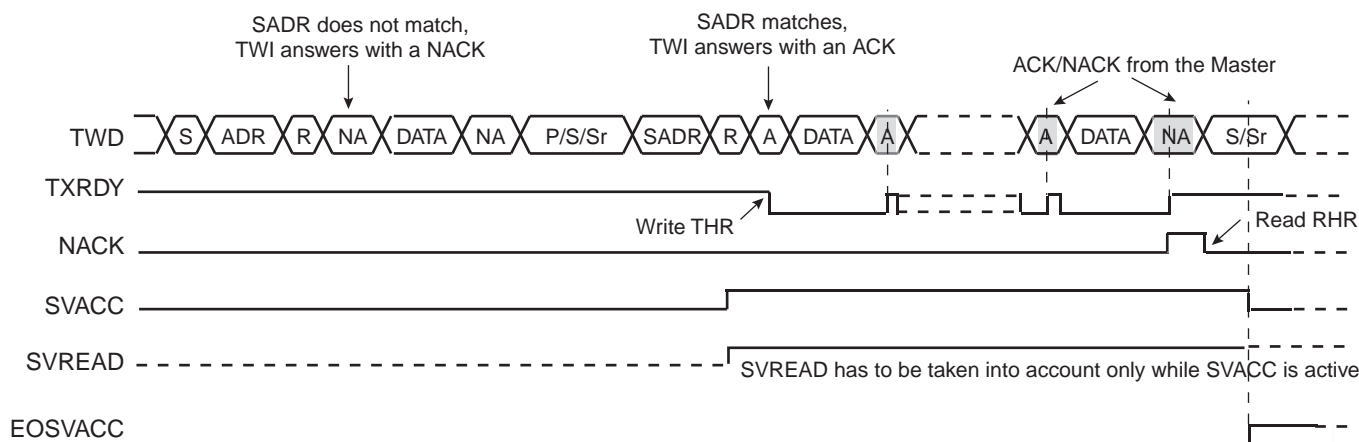 SADR does not match,
TWI answers with a NACK
SADR matches,
TWI answers with an ACK
ACK/NACK from the Master
TWD S ADR R NA DATA NA P/S/Sr SADR R A DATA A A DATA NA S/Sr
TXRDY
Write THR
Read RHR
NACK
SVACC
SVREAD
SVREAD has to be taken into account only while SVACC is active
EOSVACC